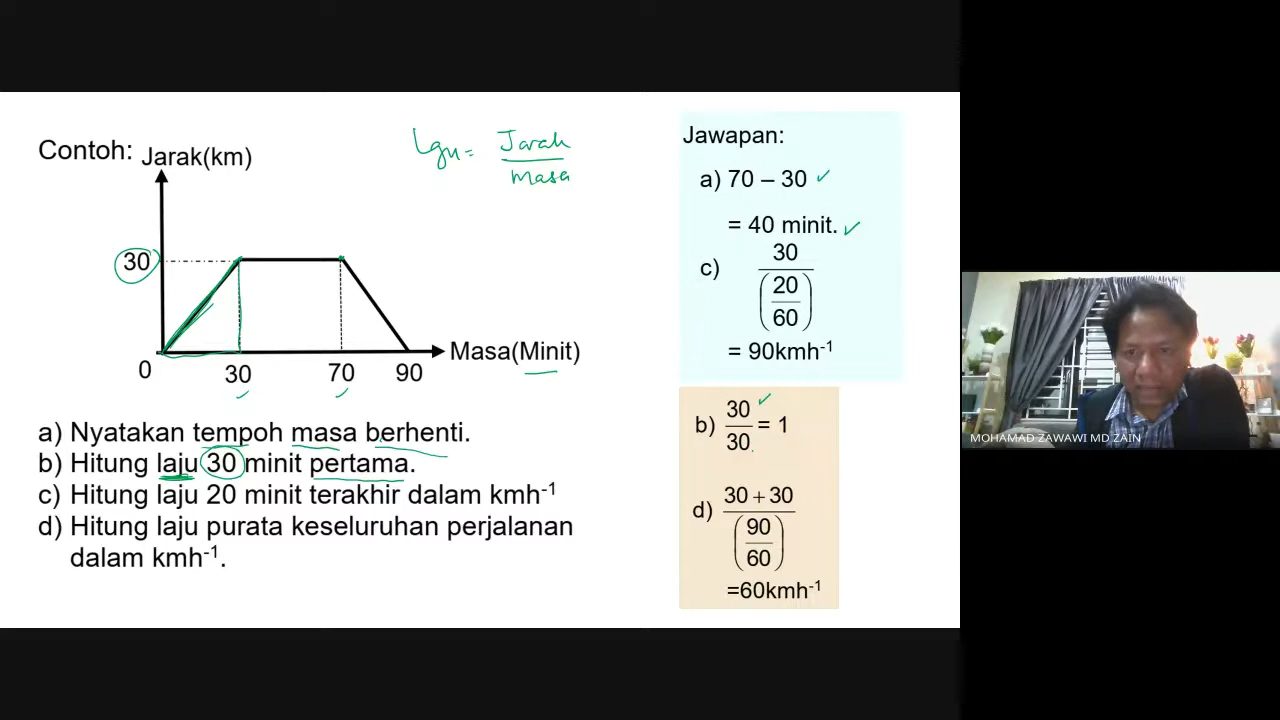 Contoh:
Jarak(km)
Laju = Jarak / masa
30
0
30
70
90
Masa(Minit)
a) Nyatakan tempoh masa berhenti.
b) Hitung laju 30 minit pertama.
c) Hitung laju 20 minit terakhir dalam kmh⁻¹
d) Hitung laju purata keseluruhan perjalanan
dalam kmh⁻¹.
Jawapan:
a) 70 – 30 ✓
= 40 minit. ✓
c) 30 / (20/60)
= 90kmh⁻¹
b) 30/30 = 1 ✓
d) 30 + 30 / (90/60)
=60kmh⁻¹
MOHAMAD ZAWAWI MD ZAIN